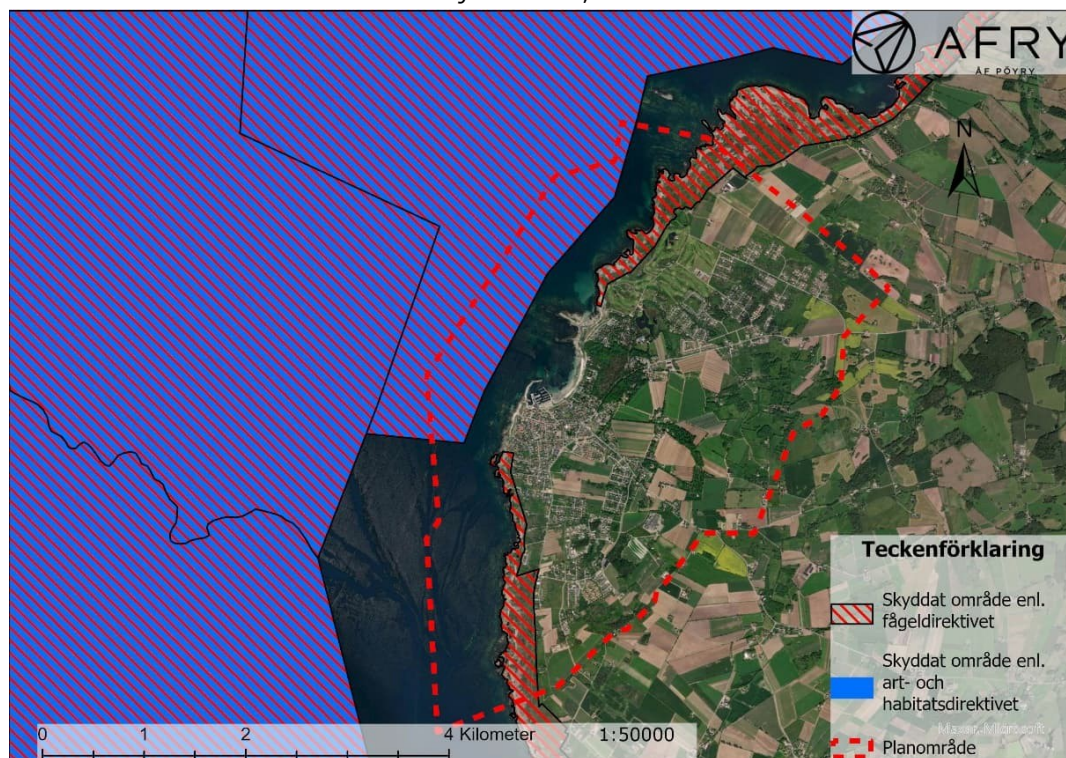 AFRY
ÅF PÖYRY
N
Teckenförklaring
Skyddat område enl.
fågeldirektivet
Skyddat område enl.
art- och
habitatsdirektivet
Planområde
0 1 2 4 Kilometer 1:50000